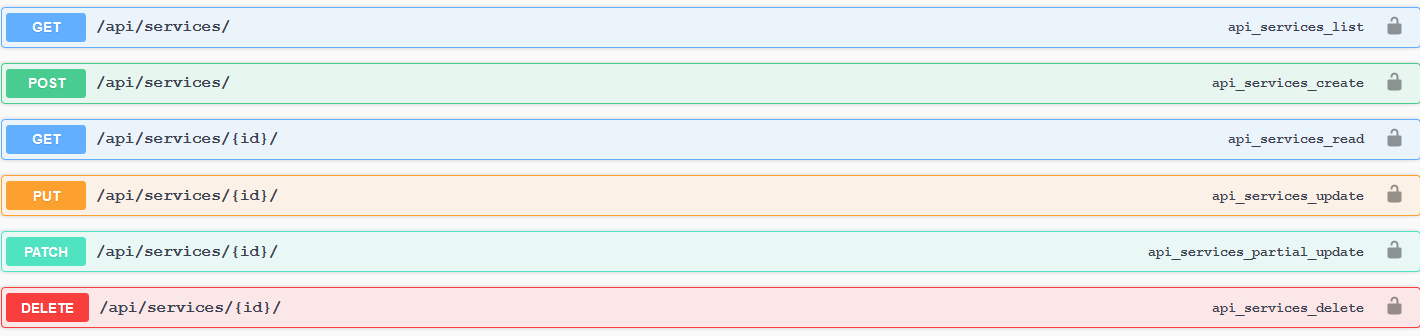 GET /api/services/ api_services_list
POST /api/services/ api_services_create
GET /api/services/{id}/ api_services_read
PUT /api/services/{id}/ api_services_update
PATCH /api/services/{id}/ api_services_partial_update
DELETE /api/services/{id}/ api_services_delete